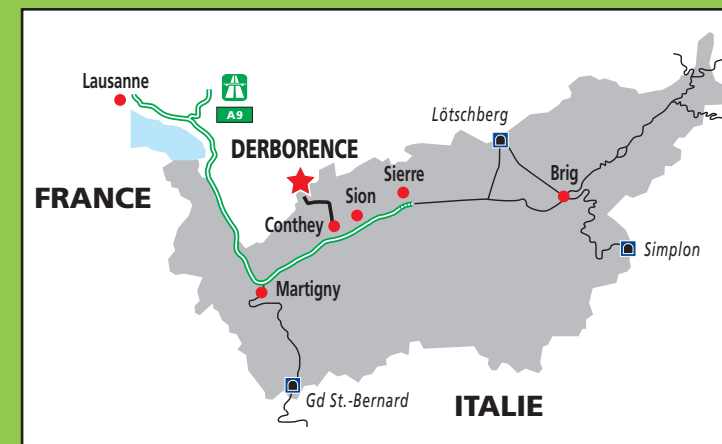 Lausanne
A9
Lötschberg
DERBORENCE
Sierre
Brig
FRANCE
Sion
Conthey
Simplon
Martigny
Gd St.-Bernard
ITALIE